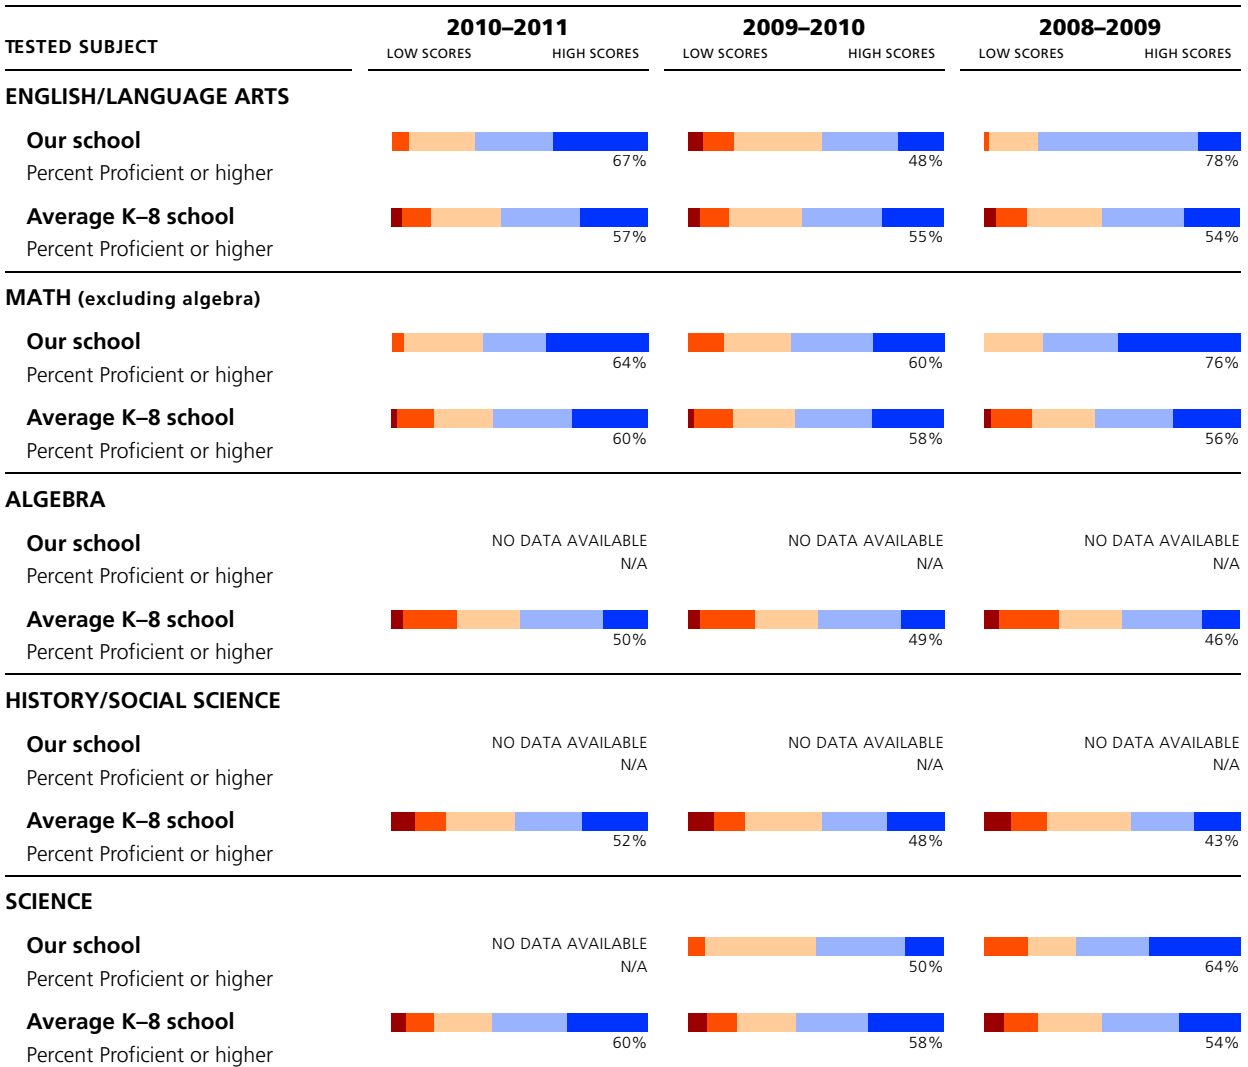 2010–2011 2009–2010 2008–2009
TESTED SUBJECT LOW SCORES HIGH SCORES LOW SCORES HIGH SCORES LOW SCORES HIGH SCORES
ENGLISH/LANGUAGE ARTS
Our school
Percent Proficient or higher 67% 48% 78%
Average K–8 school
Percent Proficient or higher 57% 55% 54%
MATH (excluding algebra)
Our school
Percent Proficient or higher 64% 60% 76%
Average K–8 school
Percent Proficient or higher 60% 58% 56%
ALGEBRA
Our school NO DATA AVAILABLE NO DATA AVAILABLE NO DATA AVAILABLE
Percent Proficient or higher N/A N/A N/A
Average K–8 school
Percent Proficient or higher 50% 49% 46%
HISTORY/SOCIAL SCIENCE
Our school NO DATA AVAILABLE NO DATA AVAILABLE NO DATA AVAILABLE
Percent Proficient or higher N/A N/A N/A
Average K–8 school
Percent Proficient or higher 52% 48% 43%
SCIENCE
Our school NO DATA AVAILABLE
Percent Proficient or higher N/A 50% 64%
Average K–8 school
Percent Proficient or higher 60% 58% 54%